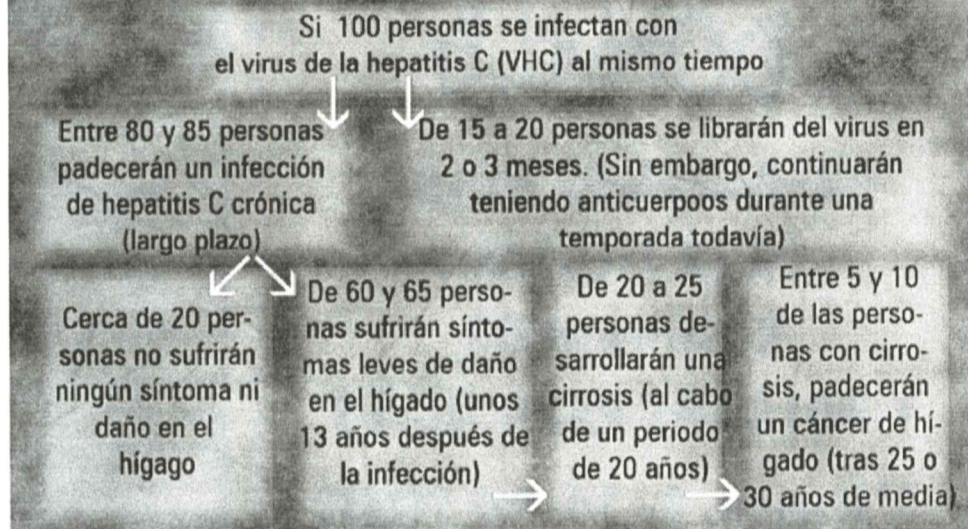 Si 100 personas se infectan con
el virus de la hepatitis C (VHC) al mismo tiempo
Entre 80 y 85 personas
padecerán un infección
de hepatitis C crónica
(largo plazo)
De 15 a 20 personas se librarán del virus en
2 o 3 meses. (Sin embargo, continuarán
teniendo anticuerpoos durante una
temporada todavía)
Cerca de 20 per-
sonas no sufrirán
ningún síntoma ni
daño en el
hígago
De 60 y 65 perso-
nas sufrirán sínto-
mas leves de daño
en el hígado (unos
13 años después de
la infección)
De 20 a 25
personas de-
sarrollarán una
cirrosis (al cabo
de un periodo
de 20 años)
Entre 5 y 10
de las perso-
nas con cirro-
sis, padecerán
un cáncer de hí-
gado (tras 25 o
30 años de media)